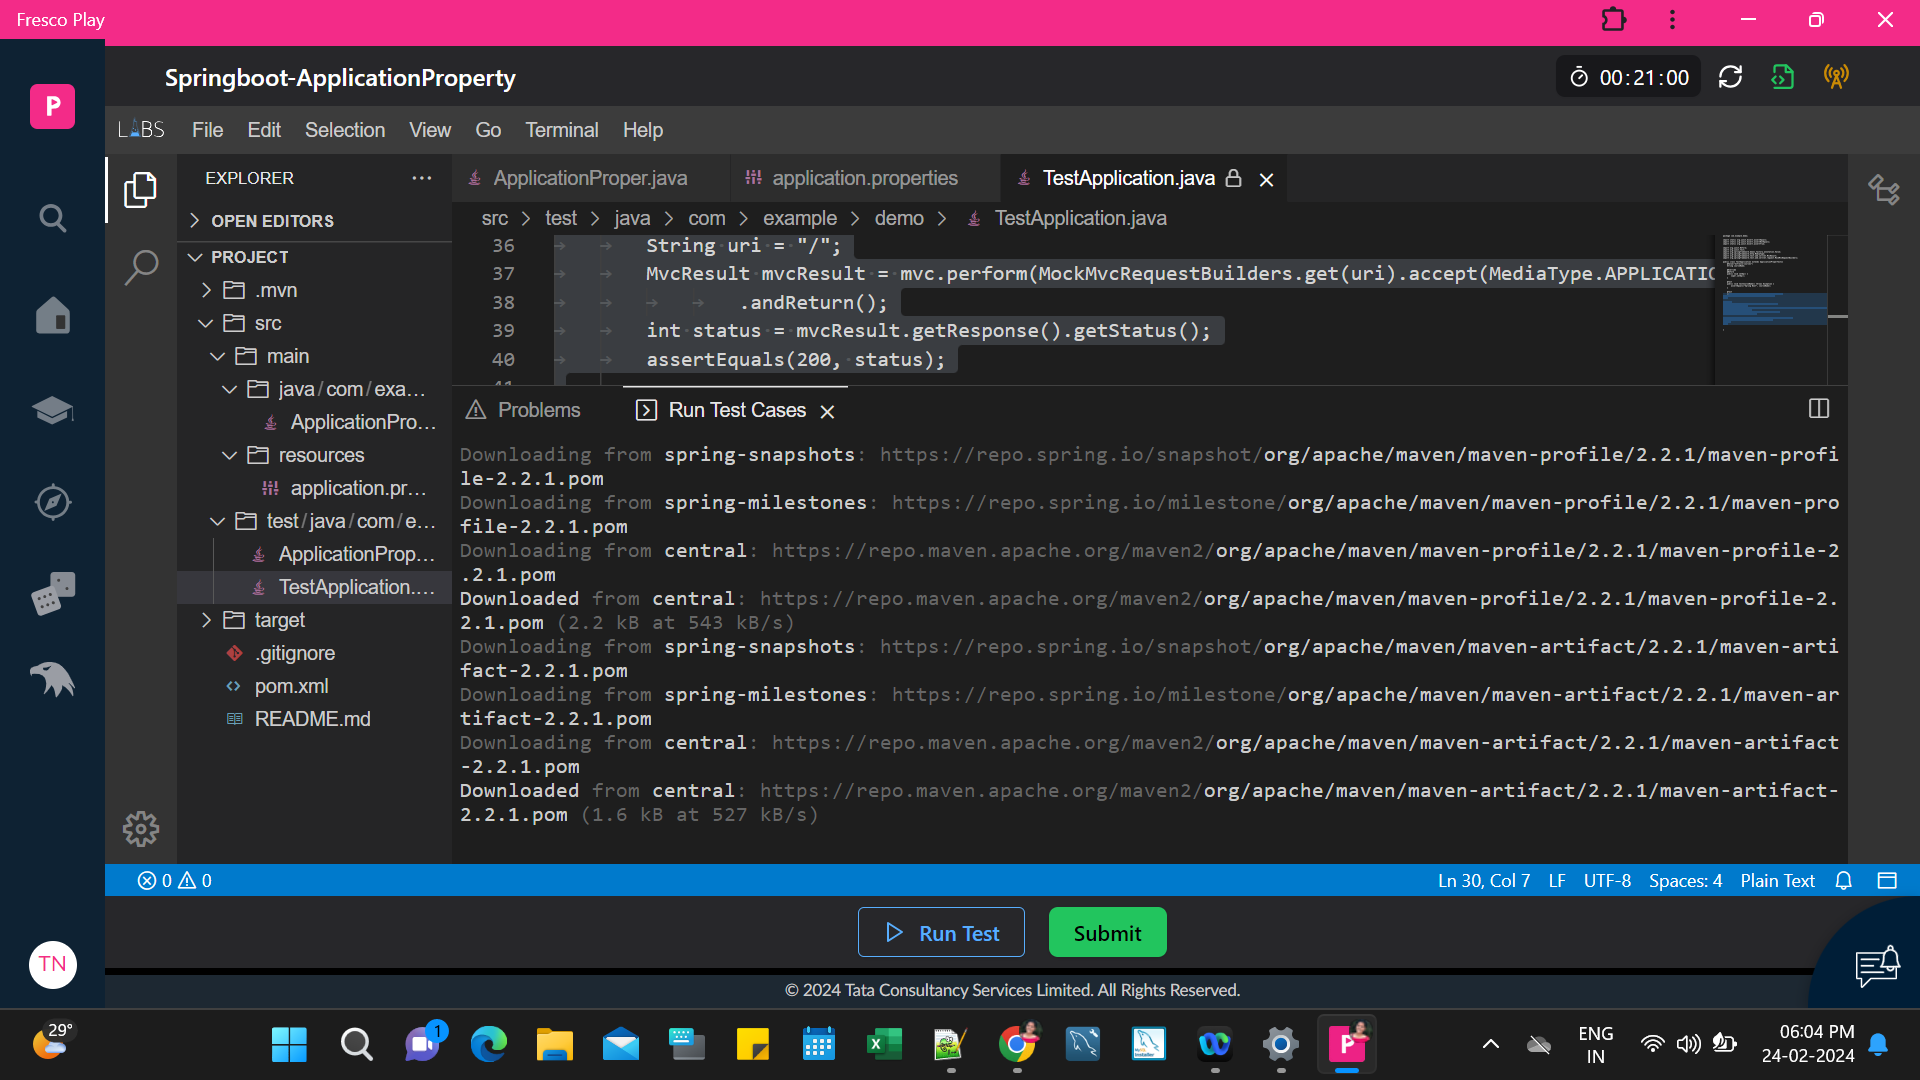 Fresco Play
P
Springboot-ApplicationProperty
00:21:00
LABS File Edit Selection View Go Terminal Help
EXPLORER
OPEN EDITORS
PROJECT
.mvn
src
main
java/com/exa...
ApplicationPro...
resources
application.pr...
test/java/com/e...
ApplicationProp...
TestApplication....
target
.gitignore
pom.xml
README.md
ApplicationProper.java application.properties TestApplication.java
src > test > java > com > example > demo > TestApplication.java
36 String uri = "/";
37 MvcResult mvcResult = mvc.perform(MockMvcRequestBuilders.get(uri).accept(MediaType.APPLICATIO
38 .andReturn();
39 int status = mvcResult.getResponse().getStatus();
40 assertEquals(200, status);
41
Problems Run Test Cases
Downloading from spring-snapshots: https://repo.spring.io/snapshot/org/apache/maven/maven-profile/2.2.1/maven-profi
le-2.2.1.pom
Downloading from spring-milestones: https://repo.spring.io/milestone/org/apache/maven/maven-profile/2.2.1/maven-pro
file-2.2.1.pom
Downloading from central: https://repo.maven.apache.org/maven2/org/apache/maven/maven-profile/2.2.1/maven-profile-2
.2.1.pom
Downloaded from central: https://repo.maven.apache.org/maven2/org/apache/maven/maven-profile/2.2.1/maven-profile-2.
2.1.pom (2.2 kB at 543 kB/s)
Downloading from spring-snapshots: https://repo.spring.io/snapshot/org/apache/maven/maven-artifact/2.2.1/maven-arti
fact-2.2.1.pom
Downloading from spring-milestones: https://repo.spring.io/milestone/org/apache/maven/maven-artifact/2.2.1/maven-ar
tifact-2.2.1.pom
Downloading from central: https://repo.maven.apache.org/maven2/org/apache/maven/maven-artifact/2.2.1/maven-artifact
-2.2.1.pom
Downloaded from central: https://repo.maven.apache.org/maven2/org/apache/maven/maven-artifact/2.2.1/maven-artifact-
2.2.1.pom (1.6 kB at 527 kB/s)
0 0
Ln 30, Col 7 LF UTF-8 Spaces: 4 Plain Text
Run Test Submit
TN
© 2024 Tata Consultancy Services Limited. All Rights Reserved.
29°
1
P
ENG
IN
06:04 PM
24-02-2024